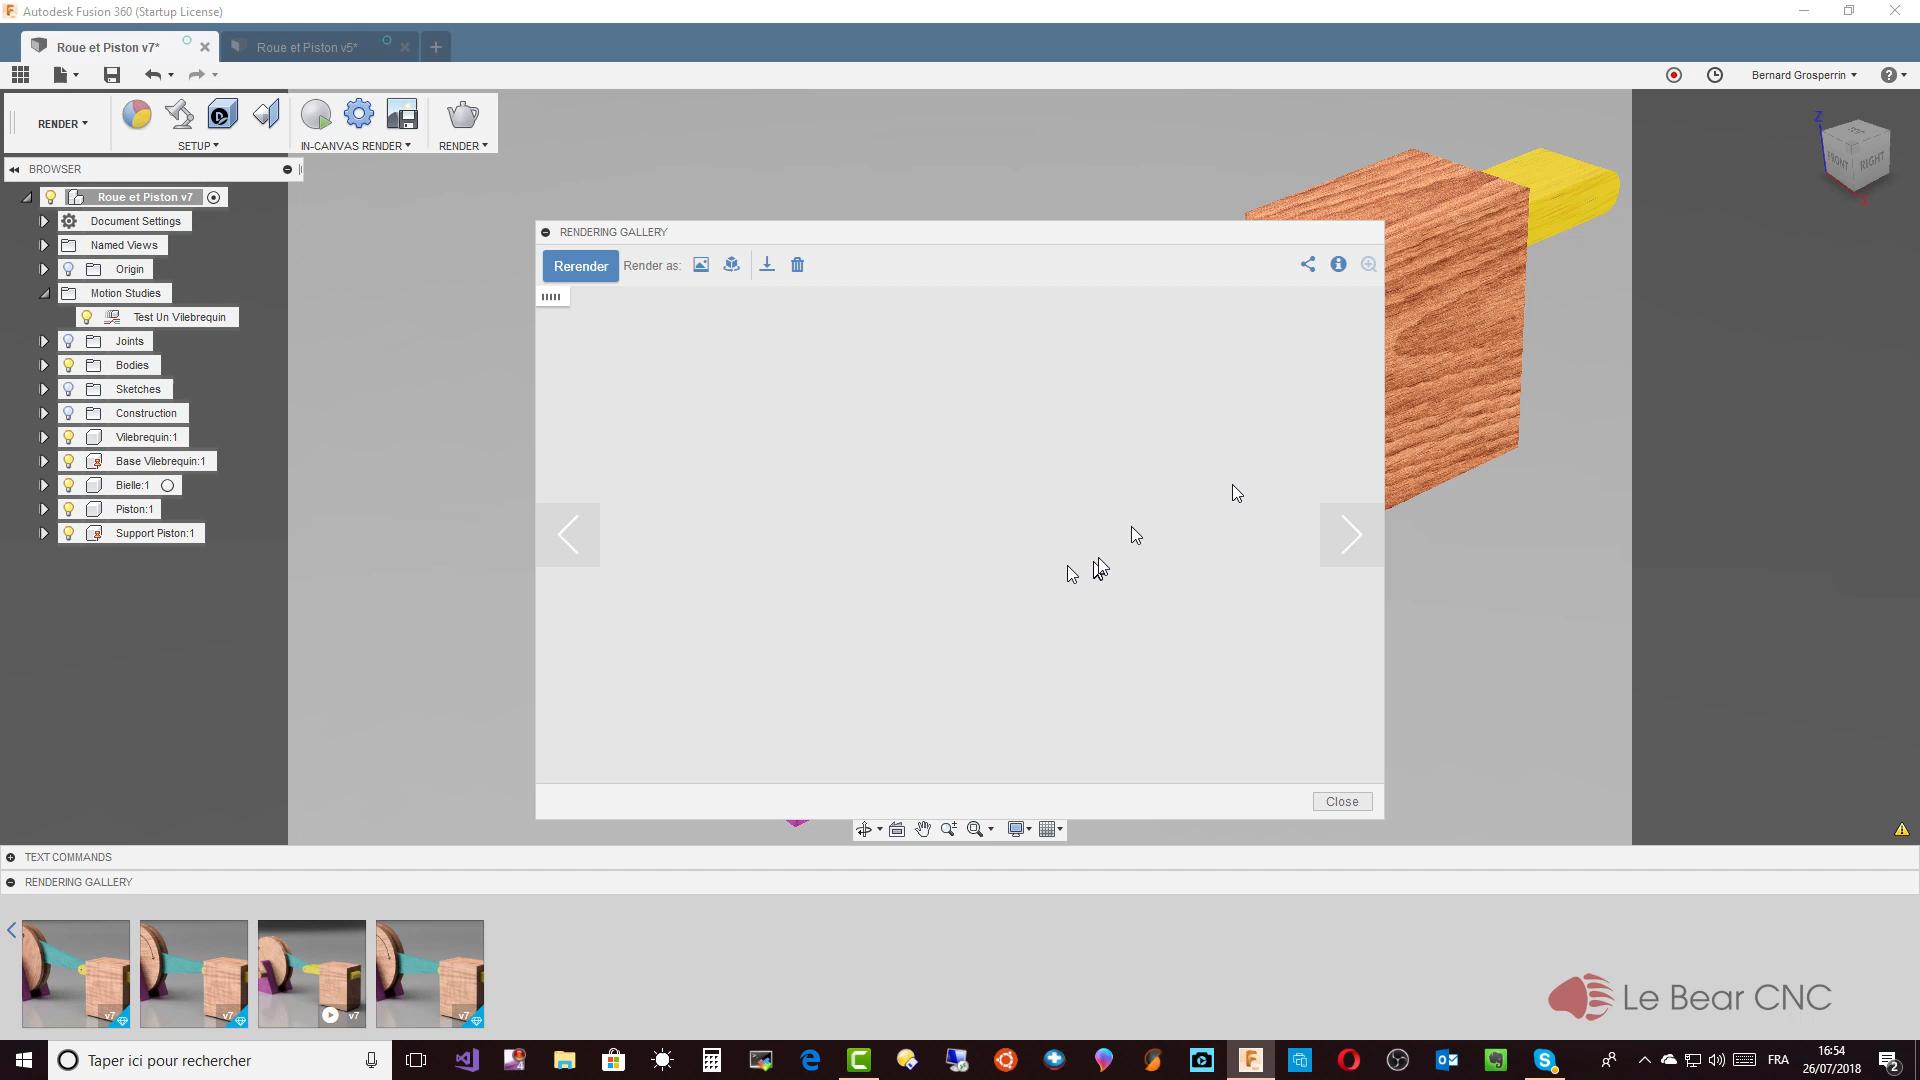 Autodesk Fusion 360 (Startup License)
Roue et Piston v7*
Roue et Piston v5*
Bernard Grosperrin
RENDER
SETUP
IN-CANVAS RENDER
RENDER
BROWSER
Roue et Piston v7
Document Settings
Named Views
Origin
Motion Studies
Test Un Vilebrequin
Joints
Bodies
Sketches
Construction
Vilebrequin:1
Base Vilebrequin:1
Bielle:1
Piston:1
Support Piston:1
Z
TOP
FRONT
RIGHT
X
RENDERING GALLERY
Rerender
Render as:
Close
TEXT COMMANDS
RENDERING GALLERY
v7
v7
v7
v7
Le Bear CNC
Taper ici pour rechercher
FRA
16:54
26/07/2018
2